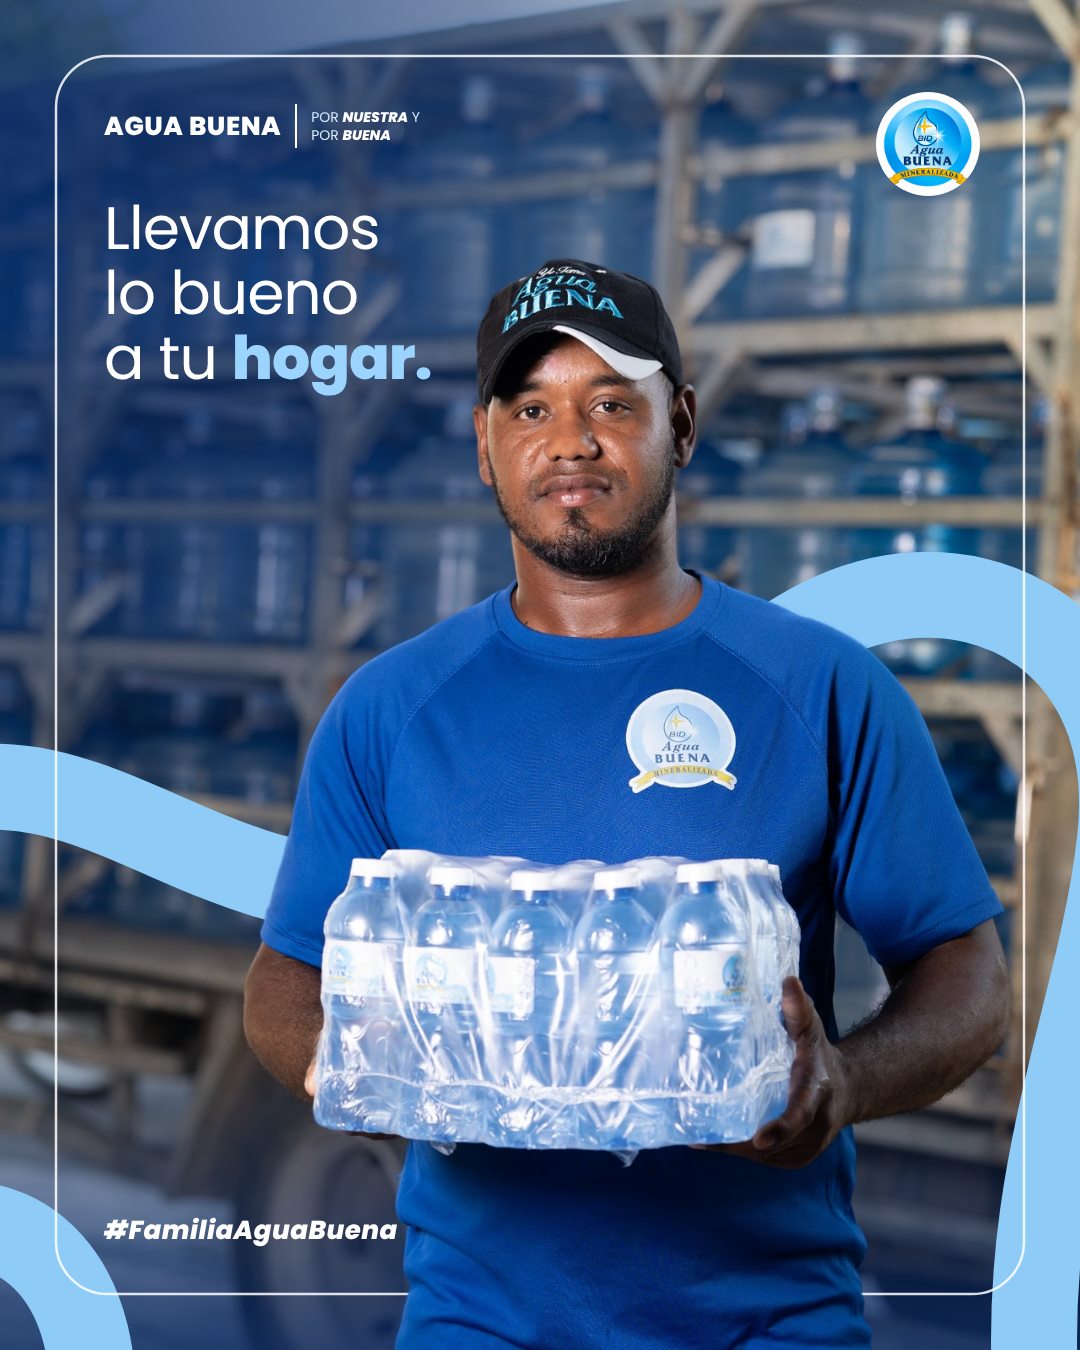 AGUA BUENA
POR NUESTRA Y
POR BUENA
BID
Agua
BUENA
MINERALIZADA
Llevamos
lo bueno
a tu hogar.
Agua
BUENA
BID
Agua
BUENA
MINERALIZADA
BUENA
#FamiliaAguaBuena